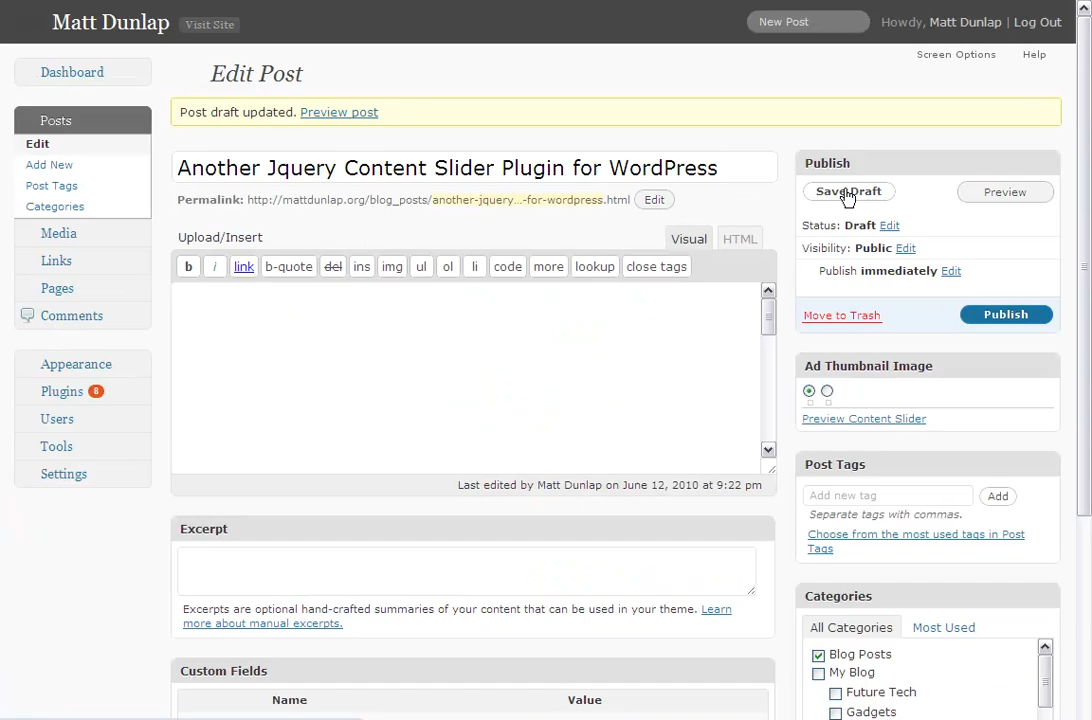 Matt Dunlap Visit Site New Post Howdy, Matt Dunlap | Log Out
Screen Options Help
Dashboard
Posts
Edit
Add New
Post Tags
Categories
Media
Links
Pages
Comments
Appearance
Plugins 8
Users
Tools
Settings
Edit Post
Post draft updated. Preview post
Another Jquery Content Slider Plugin for WordPress
Permalink: http://mattdunlap.org/blog_posts/another-jquery...-for-wordpress.html Edit
Upload/Insert Visual HTML
b i link b-quote del ins img ul ol li code more lookup close tags
Last edited by Matt Dunlap on June 12, 2010 at 9:22 pm
Excerpt
Excerpts are optional hand-crafted summaries of your content that can be used in your theme. Learn
more about manual excerpts.
Custom Fields
Name Value
Publish
Save Draft Preview
Status: Draft Edit
Visibility: Public Edit
Publish immediately Edit
Move to Trash Publish
Ad Thumbnail Image
Preview Content Slider
Post Tags
Add new tag Add
Separate tags with commas.
Choose from the most used tags in Post
Tags
Categories
All Categories Most Used
Blog Posts
My Blog
Future Tech
Gadgets